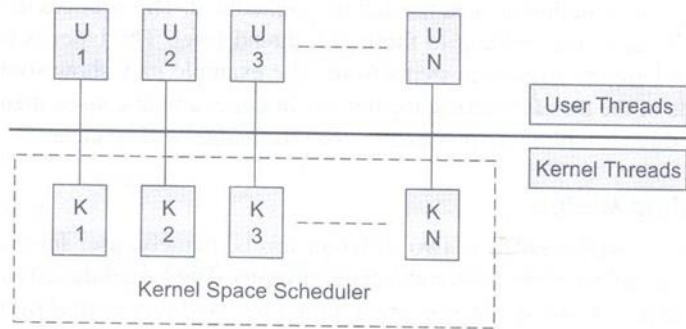 U U U U
1 2 3 N
User Threads
Kernel Threads
K K K K
1 2 3 N
Kernel Space Scheduler